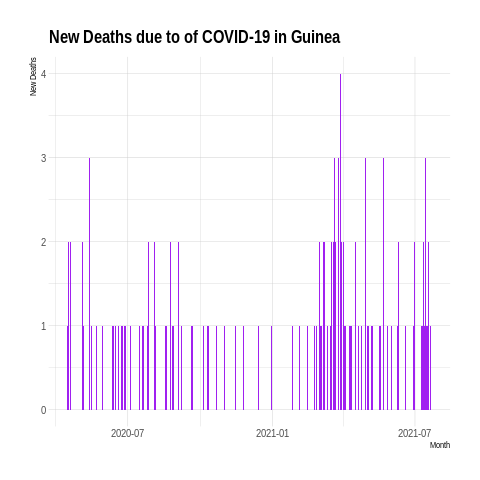 New Deaths due to of COVID-19 in Guinea
New Deaths
4
3
2
1
0
2020-07
2021-01
2021-07
Month